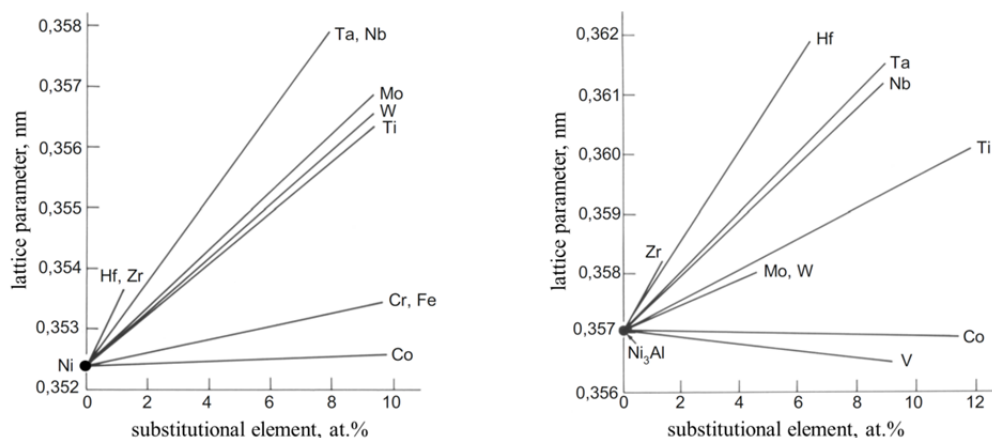 0,358
0,357
0,356
0,355
0,354
0,353
0,352
lattice parameter, nm
Ta, Nb
Mo
W
Ti
Hf, Zr
Cr, Fe
Co
Ni
0 2 4 6 8 10
substitutional element, at.%
0,362
0,361
0,360
0,359
0,358
0,357
0,356
lattice parameter, nm
Hf
Ta
Nb
Ti
Zr
Mo, W
Co
V
Ni₃Al
0 2 4 6 8 10 12
substitutional element, at.%